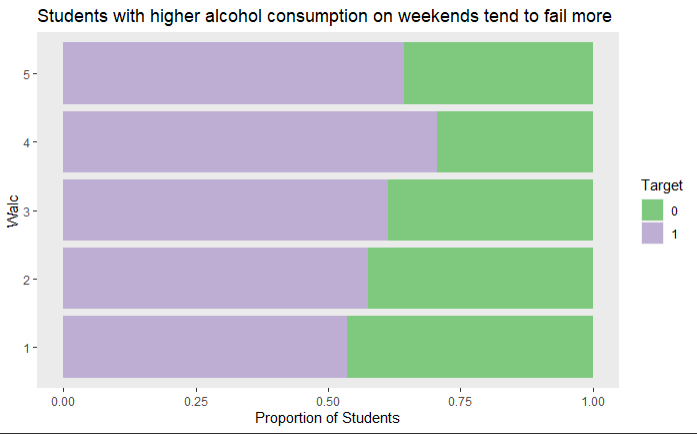 Students with higher alcohol consumption on weekends tend to fail more
5
4
3
2
1
Walc
0.00 0.25 0.50 0.75 1.00
Proportion of Students
Target
0
1